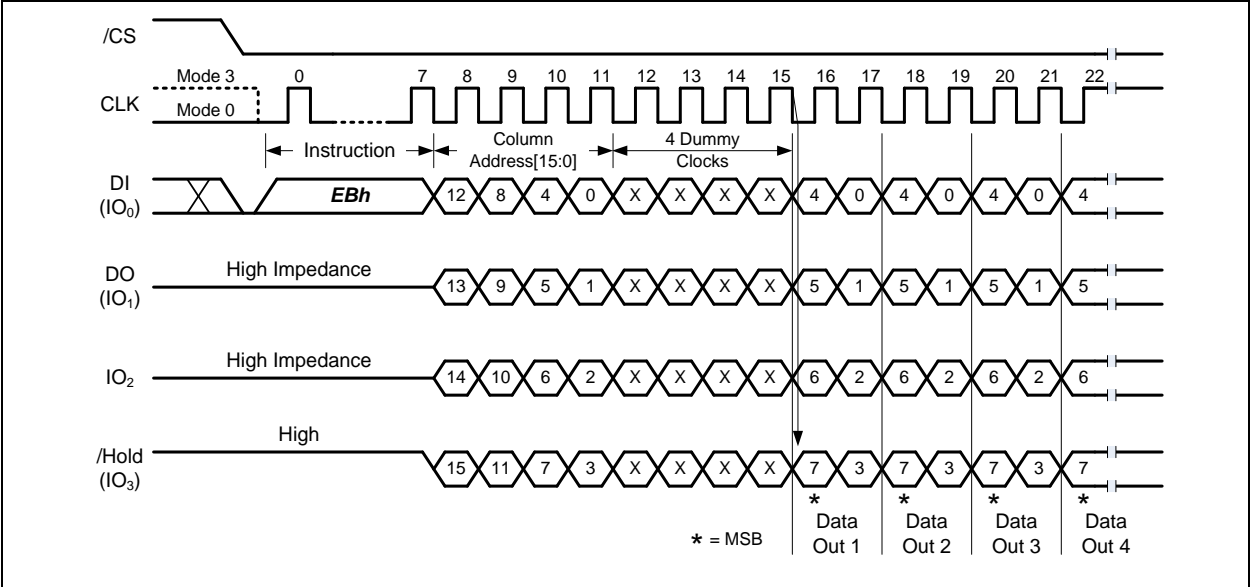 /CS
Mode 3 0 7 8 9 10 11 12 13 14 15 16 17 18 19 20 21 22
CLK
Mode 0
Instruction
Column
Address[15:0]
4 Dummy
Clocks
DI
(IO0)
EBh 12 8 4 0 X X X X 4 0 4 0 4 0 4
High Impedance
DO
(IO1)
13 9 5 1 X X X X 5 1 5 1 5 1 5
High Impedance
IO2
14 10 6 2 X X X X 6 2 6 2 6 2 6
High
/Hold
(IO3)
15 11 7 3 X X X X 7 3 7 3 7 3 7
* * * *
* = MSB
Data
Out 1
Data
Out 2
Data
Out 3
Data
Out 4